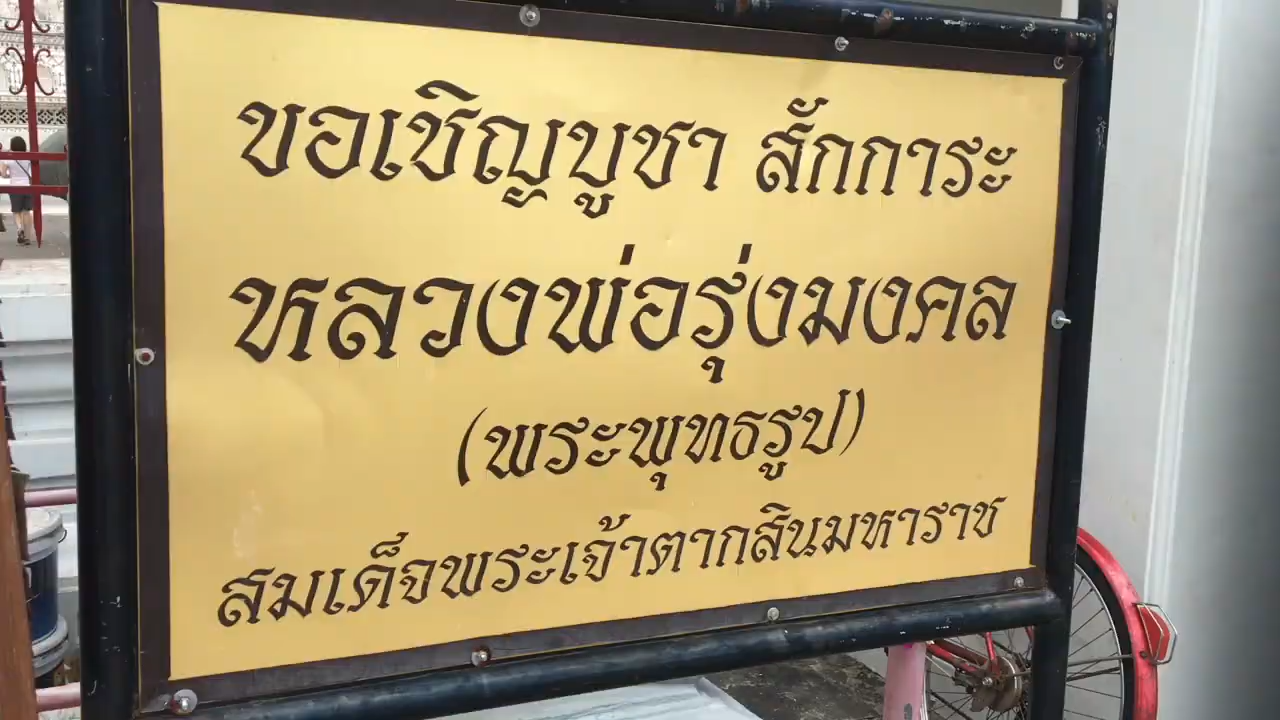 ขอเชิญบูชา สักการะ
หลวงพ่อรุ่งมงคล
(พระพุทธรูป)
สมเด็จพระเจ้าตากสินมหาราช